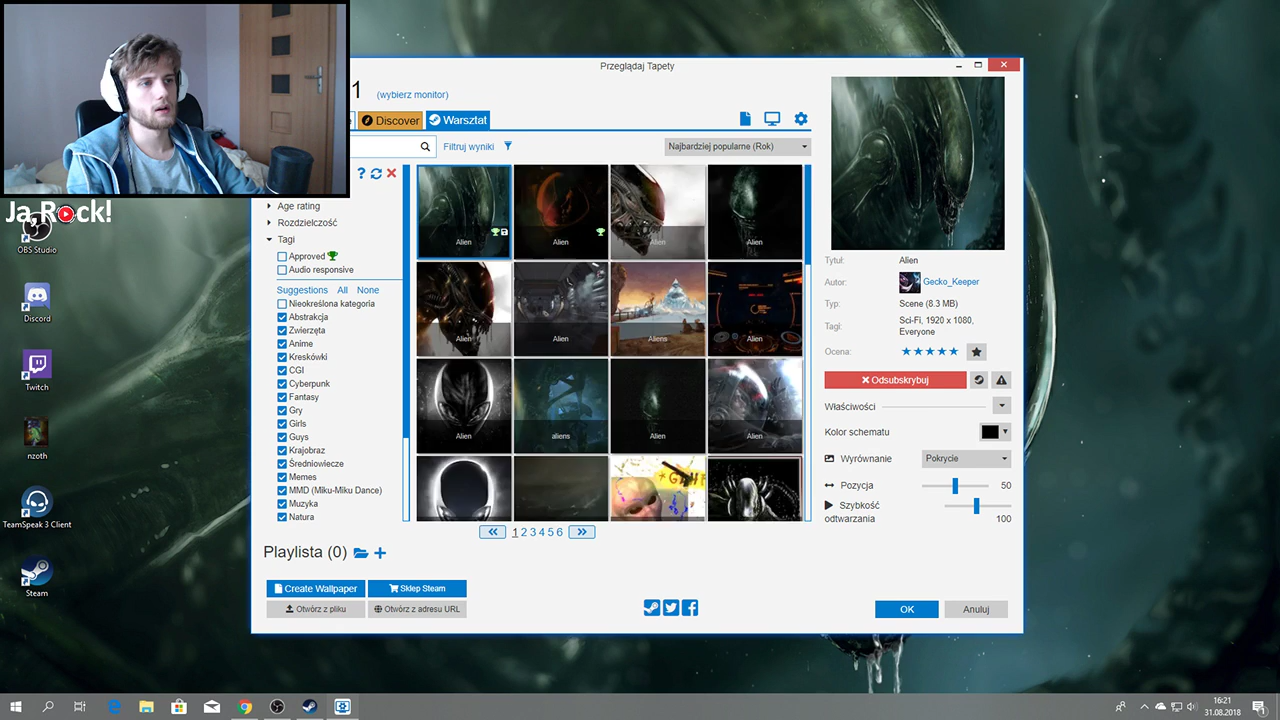 Przeglądaj Tapety
1
(wybierz monitor)
Discover
Warsztat
Filtruj wyniki
Najbardziej popularne (Rok)
?
Age rating
Rozdzielczość
Tagi
Approved
Audio responsive
Suggestions All None
Nieokreślona kategoria
Abstrakcja
Zwierzęta
Anime
Kreskówki
CGI
Cyberpunk
Fantasy
Gry
Girls
Guys
Krajobraz
Średniowiecze
Memes
MMD (Miku-Miku Dance)
Muzyka
Natura
Alien
Alien
Alien
Alien
Alien
Alien
Aliens
Alien
Alien
aliens
Alien
Alien
1 2 3 4 5 6
Tytuł: Alien
Autor: Gecko_Keeper
Typ: Scene (8.3 MB)
Tagi: Sci-Fi, 1920 x 1080,
Everyone
Ocena:
Odsubskrybuj
Właściwości
Kolor schematu
Wyrównanie Pokrycie
Pozycja 50
Szybkość
odtwarzania 100
Playlista (0)
Create Wallpaper
Sklep Steam
Otwórz z pliku
Otwórz z adresu URL
OK
Anuluj
Ja Rock!
OBS Studio
Discord
Twitch
nzoth
TeamSpeak 3 Client
Steam
16:21
31.08.2018